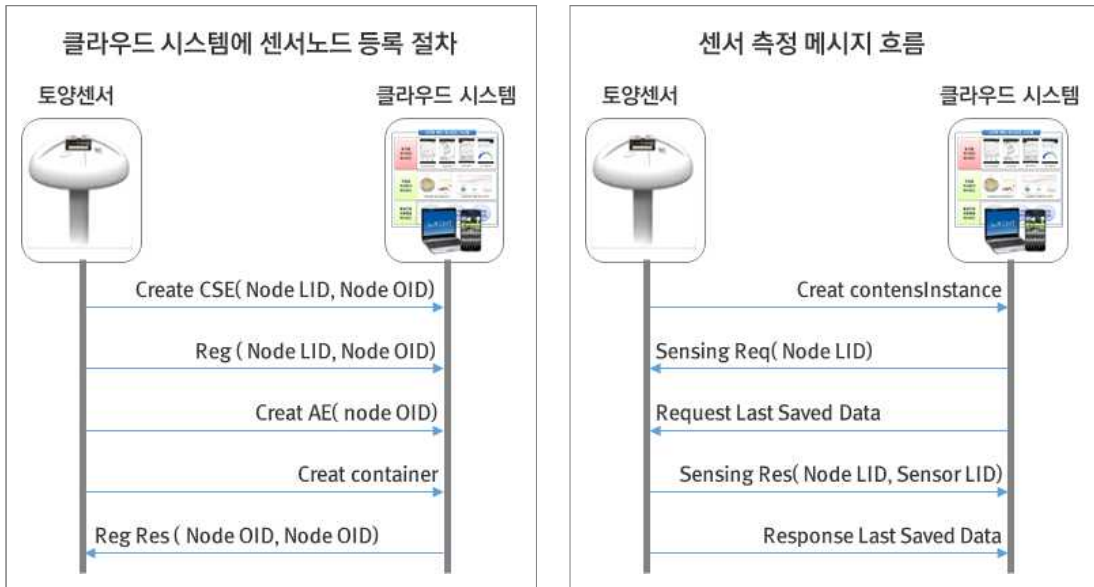 클라우드 시스템에 센서노드 등록 절차
토양센서
클라우드 시스템
Create CSE( Node LID, Node OID)
Reg ( Node LID, Node OID)
Creat AE( node OID)
Creat container
Reg Res ( Node OID, Node OID)
센서 측정 메시지 흐름
토양센서
클라우드 시스템
Creat contensInstance
Sensing Req( Node LID)
Request Last Saved Data
Sensing Res( Node LID, Sensor LID)
Response Last Saved Data